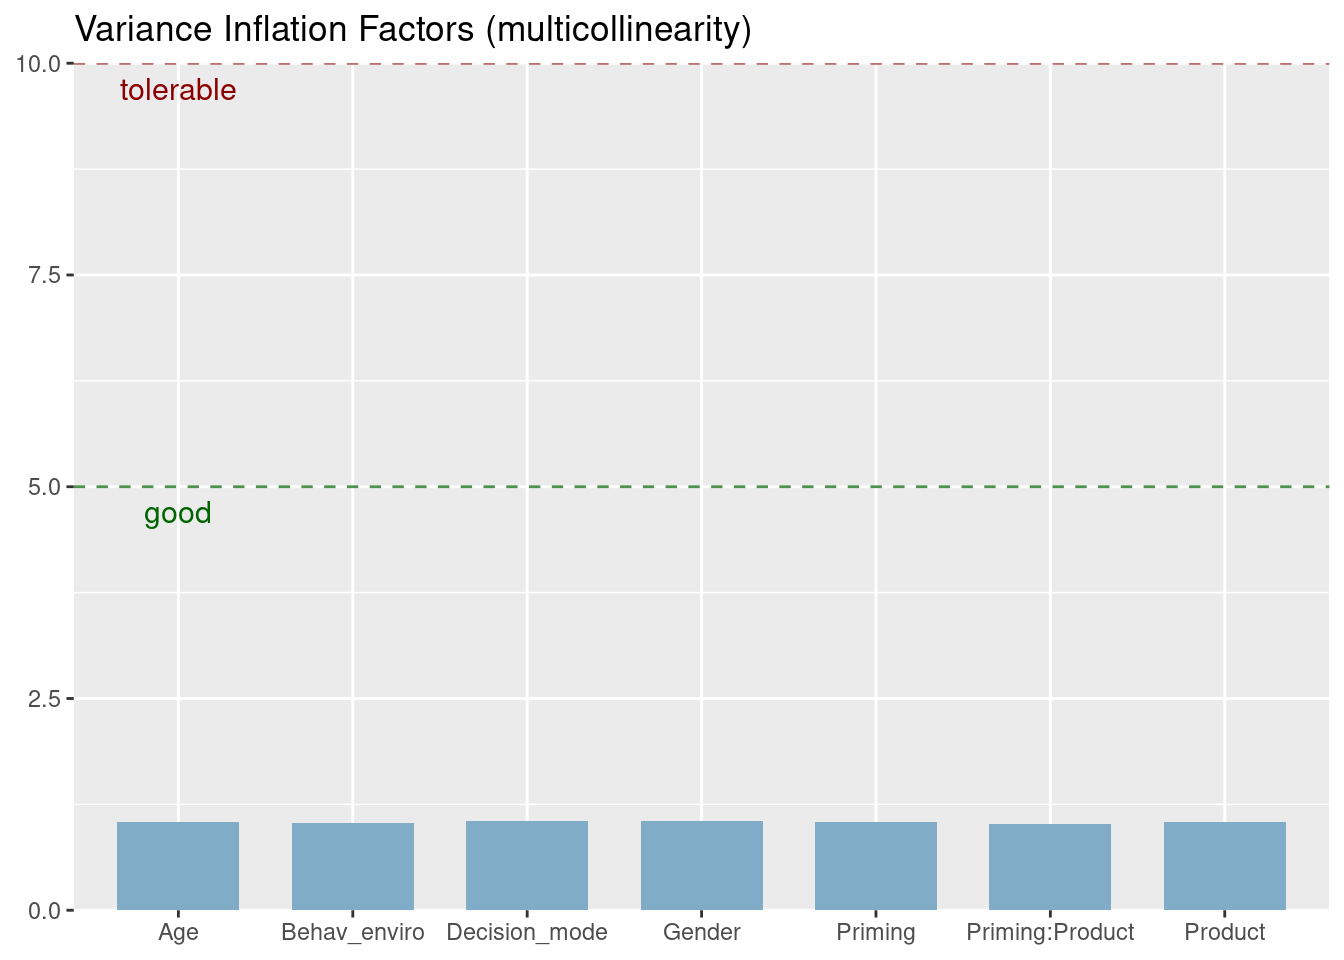 Variance Inflation Factors (multicollinearity)
10.0
tolerable
7.5
5.0
good
2.5
0.0
Age Behav_enviro Decision_mode Gender Priming Priming:Product Product